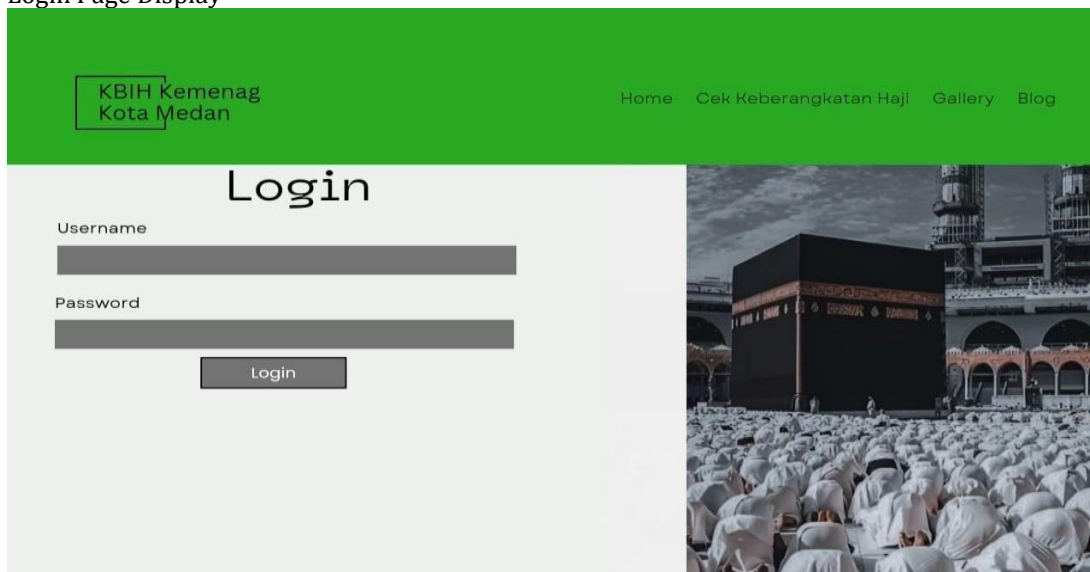 Login Page Display
KBIH Kemenag
Kota Medan
Home Cek Keberangkatan Haji Gallery Blog
Login
Username
Password
Login